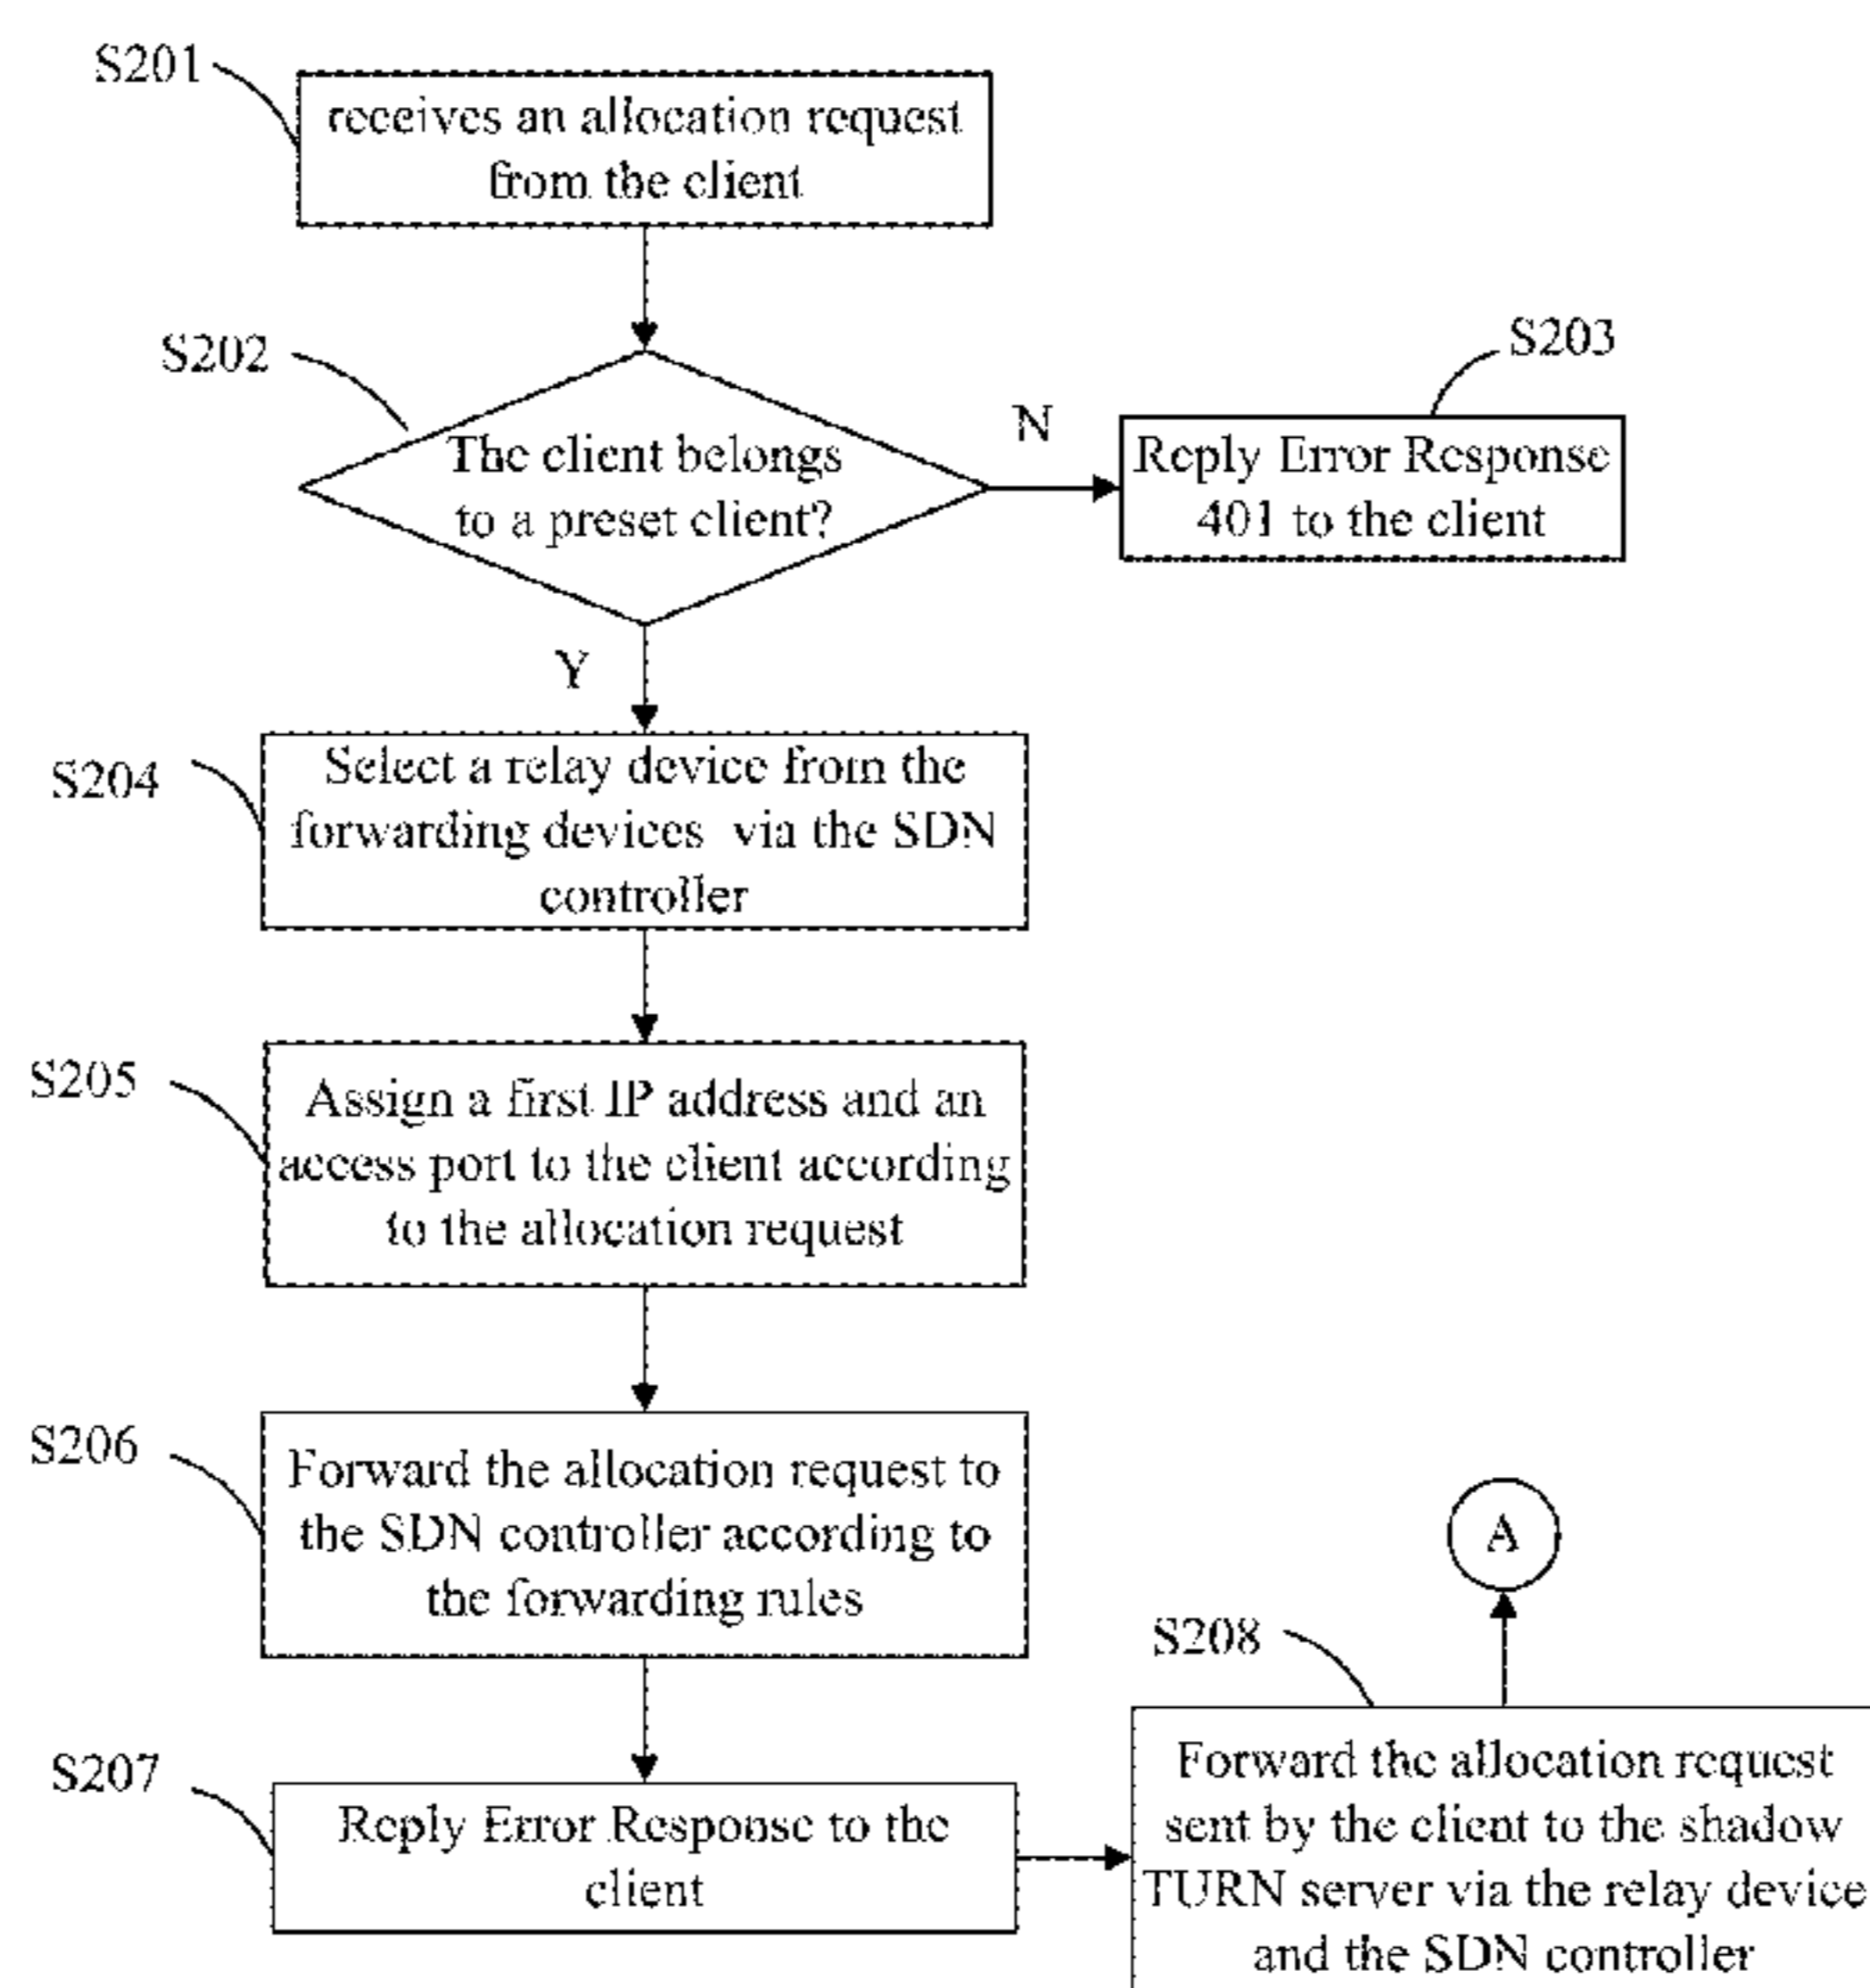 S201
receives an allocation request
from the client
S202
The client belongs
to a preset client?
N
S203
Reply Error Response
401 to the client
Y
S204
Select a relay device from the
forwarding devices via the SDN
controller
S205
Assign a first IP address and an
access port to the client according
to the allocation request
S206
Forward the allocation request to
the SDN controller according to
the forwarding rules
A
S207
Reply Error Response to the
client
S208
Forward the allocation request
sent by the client to the shadow
TURN server via the relay device
and the SDN controller